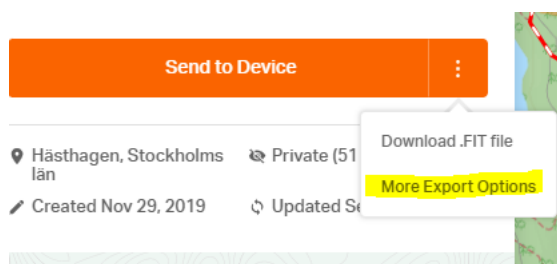 Send to Device
Download .FIT file
More Export Options
Hästhagen, Stockholms
län
Private (51
Created Nov 29, 2019
Updated Se